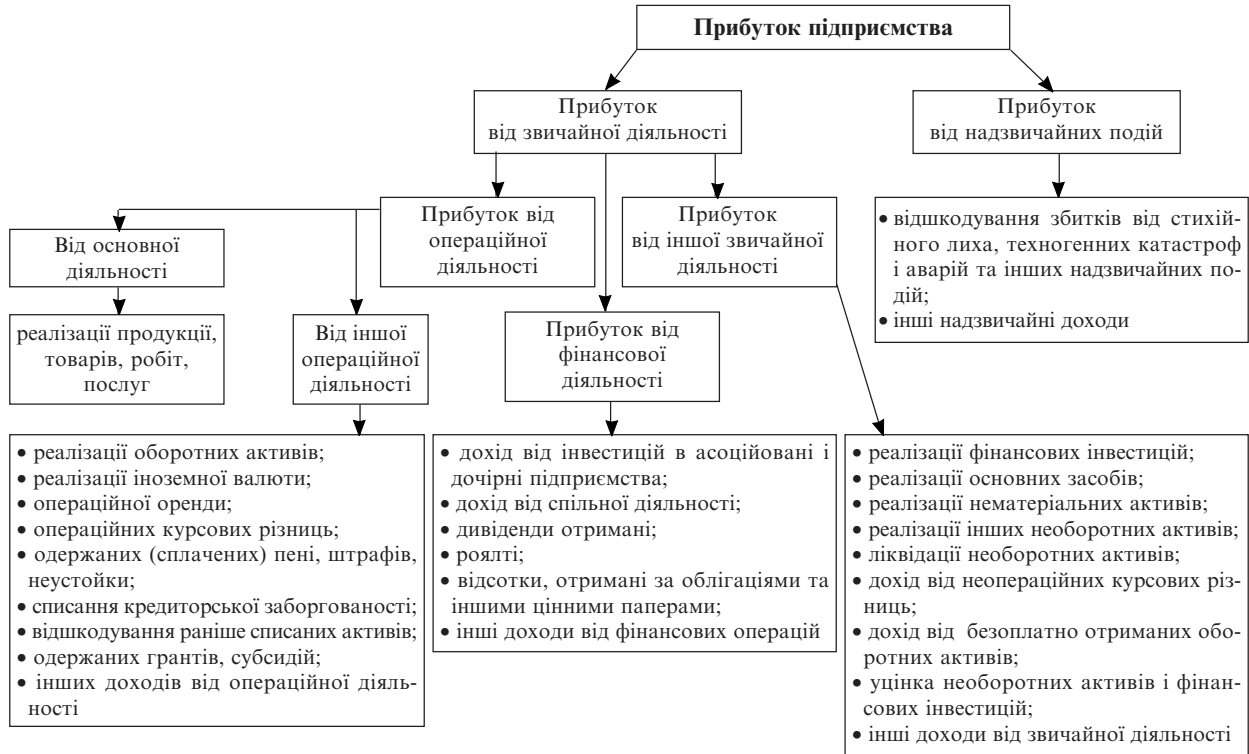 Прибуток підприємства
Прибуток
від звичайної діяльності
Прибуток
від надзвичайних подій
Прибуток від
операційної
діяльності
Прибуток
від іншої звичайної
діяльності
• відшкодування збитків від стихій-
ного лиха, техногенних катастроф
і аварій та інших надзвичайних по-
дій;
• інші надзвичайні доходи
Від основної
діяльності
реалізації продукції,
товарів, робіт,
послуг
Від іншої
операційної
діяльності
Прибуток від
фінансової
діяльності
• реалізації оборотних активів;
• реалізації іноземної валюти;
• операційної оренди;
• операційних курсових різниць;
• одержаних (сплачених) пені, штрафів,
неустойки;
• списання кредиторської заборгованості;
• відшкодування раніше списаних активів;
• одержаних грантів, субсидій;
• інших доходів від операційної діяль-
ності
• дохід від інвестицій в асоційовані і
дочірні підприємства;
• дохід від спільної діяльності;
• дивіденди отримані;
• роялті;
• відсотки, отримані за облігаціями та
іншими цінними паперами;
• інші доходи від фінансових операцій
• реалізації фінансових інвестицій;
• реалізації основних засобів;
• реалізації нематеріальних активів;
• реалізації інших необоротних активів;
• ліквідації необоротних активів;
• дохід від неопераційних курсових різ-
ниць;
• дохід від безоплатно отриманих обо-
ротних активів;
• уцінка необоротних активів і фінан-
сових інвестицій;
• інші доходи від звичайної діяльності